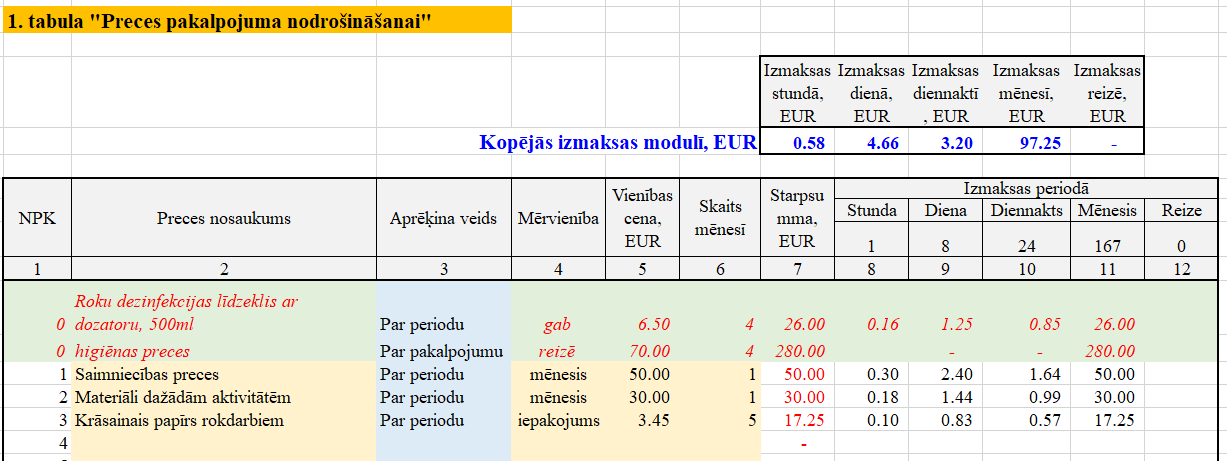 1. tabula "Preces pakalpojuma nodrošināšanai"
Izmaksas stundā, EUR Izmaksas dienā, EUR Izmaksas diennaktī , EUR Izmaksas mēnesī, EUR Izmaksas reizē, EUR
Kopējās izmaksas modulī, EUR 0.58 4.66 3.20 97.25 -
NPK Preces nosaukums Aprēķina veids Mērvienība Vienības cena, EUR Skaits mēnesī Starpsu mma, EUR Izmaksas periodā
Stunda Diena Diennakts Mēnesis Reize
1 8 24 167 0
1 2 3 4 5 6 7 8 9 10 11 12
Roku dezinfekcijas līdzeklis ar
0 dozatoru, 500ml Par periodu gab 6.50 4 26.00 0.16 1.25 0.85 26.00
0 higiēnas preces Par pakalpojumu reizē 70.00 4 280.00 - - 280.00
1 Saimniecības preces Par periodu mēnesis 50.00 1 50.00 0.30 2.40 1.64 50.00
2 Materiāli dažādām aktivitātēm Par periodu mēnesis 30.00 1 30.00 0.18 1.44 0.99 30.00
3 Krāsainais papīrs rokdarbiem Par periodu iepakojums 3.45 5 17.25 0.10 0.83 0.57 17.25
4 -